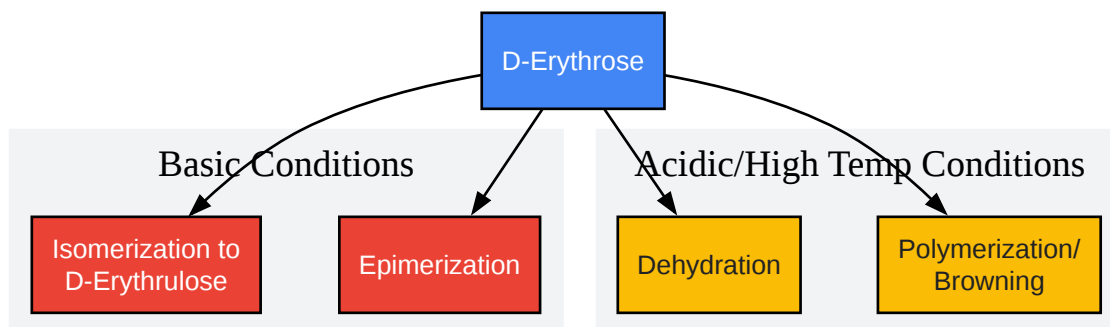 D-Erythrose
Basic Conditions
Acidic/High Temp Conditions
Isomerization to
D-Erythrulose
Epimerization
Dehydration
Polymerization/
Browning